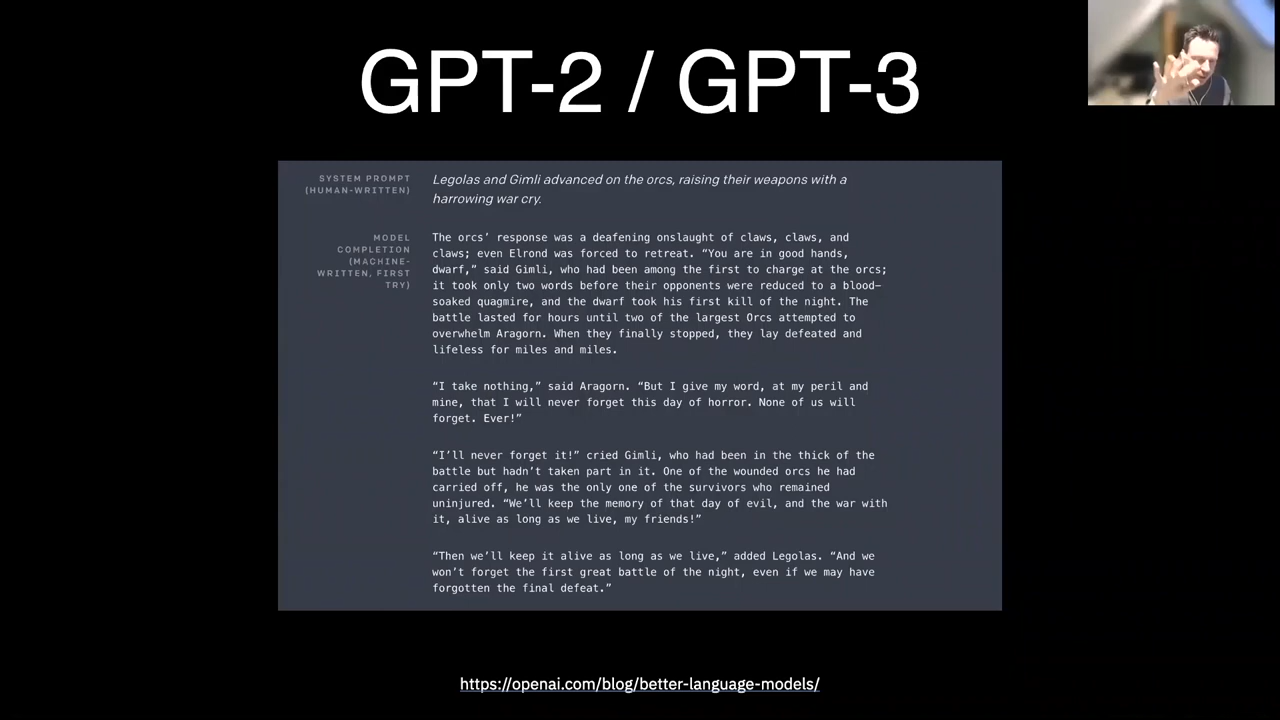 GPT-2 / GPT-3
SYSTEM PROMPT
(HUMAN-WRITTEN)
Legolas and Gimli advanced on the orcs, raising their weapons with a
harrowing war cry.
MODEL
COMPLETION
(MACHINE-
WRITTEN, FIRST
TRY)
The orcs’ response was a deafening onslaught of claws, claws, and
claws; even Elrond was forced to retreat. “You are in good hands,
dwarf,” said Gimli, who had been among the first to charge at the orcs;
it took only two words before their opponents were reduced to a blood-
soaked quagmire, and the dwarf took his first kill of the night. The
battle lasted for hours until two of the largest Orcs attempted to
overwhelm Aragorn. When they finally stopped, they lay defeated and
lifeless for miles and miles.
“I take nothing,” said Aragorn. “But I give my word, at my peril and
mine, that I will never forget this day of horror. None of us will
forget. Ever!”
“I’ll never forget it!” cried Gimli, who had been in the thick of the
battle but hadn’t taken part in it. One of the wounded orcs he had
carried off, he was the only one of the survivors who remained
uninjured. “We’ll keep the memory of that day of evil, and the war with
it, alive as long as we live, my friends!”
“Then we’ll keep it alive as long as we live,” added Legolas. “And we
won’t forget the first great battle of the night, even if we may have
forgotten the final defeat.”
https://openai.com/blog/better-language-models/